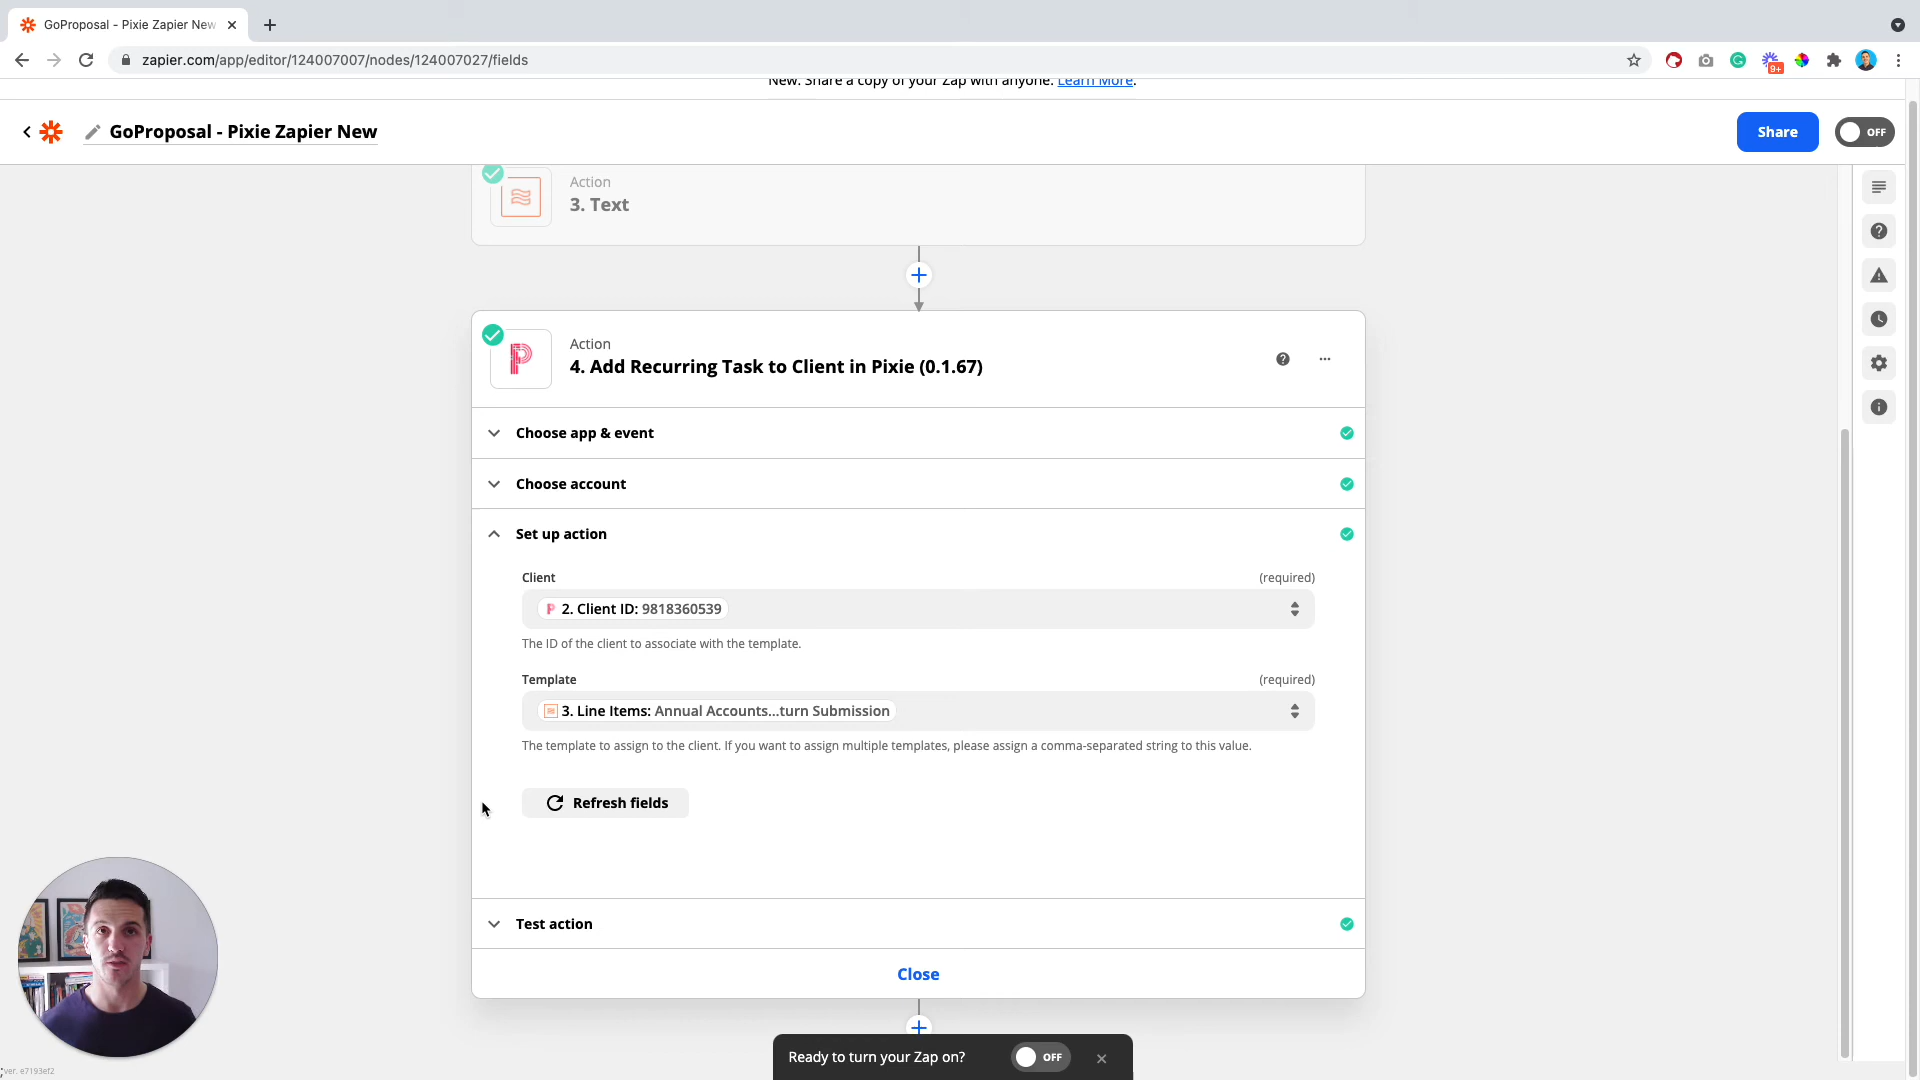 GoProposal - Pixie Zapier New
zapier.com/app/editor/124007007/nodes/124007027/fields
9+
New: Share a copy of your Zap with anyone. Learn More.
GoProposal - Pixie Zapier New
Share
OFF
Action
3. Text
Action
4. Add Recurring Task to Client in Pixie (0.1.67)
Choose app & event
Choose account
Set up action
Client
(required)
2. Client ID: 9818360539
The ID of the client to associate with the template.
Template
(required)
3. Line Items: Annual Accounts...turn Submission
The template to assign to the client. If you want to assign multiple templates, please assign a comma-separated string to this value.
Refresh fields
Test action
Close
Ready to turn your Zap on?
OFF
ver. e7193ef2